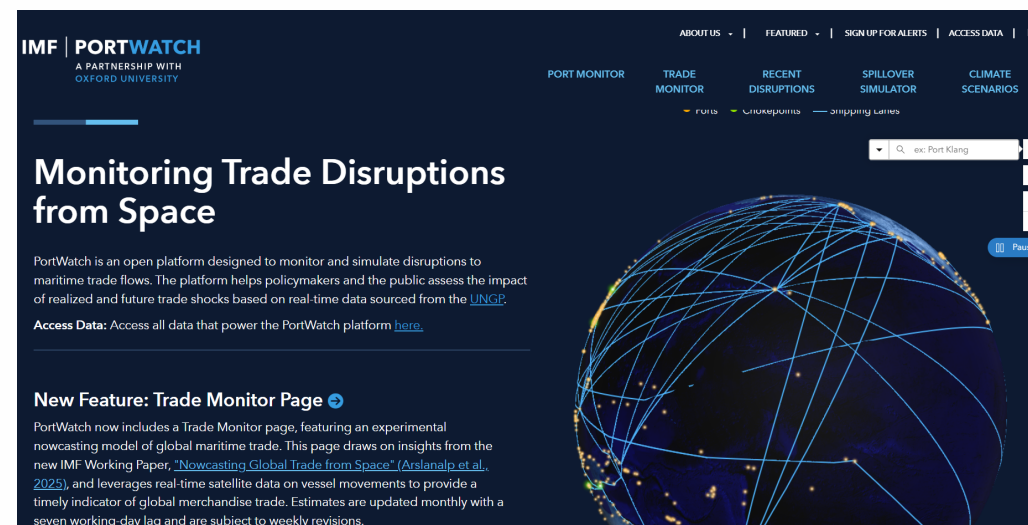 IMF | PORTWATCH
A PARTNERSHIP WITH
OXFORD UNIVERSITY
ABOUT US | FEATURED | SIGN UP FOR ALERTS | ACCESS DATA |
PORT MONITOR
TRADE
MONITOR
RECENT
DISRUPTIONS
SPILLOVER
SIMULATOR
CLIMATE
SCENARIOS
Ports Chokepoints Shipping Lanes
ex: Port Klang
Paus
Monitoring Trade Disruptions
from Space
PortWatch is an open platform designed to monitor and simulate disruptions to
maritime trade flows. The platform helps policymakers and the public assess the impact
of realized and future trade shocks based on real-time data sourced from the UNGP.
Access Data: Access all data that power the PortWatch platform here.
New Feature: Trade Monitor Page
PortWatch now includes a Trade Monitor page, featuring an experimental
nowcasting model of global maritime trade. This page draws on insights from the
new IMF Working Paper, "Nowcasting Global Trade from Space" (Arslanalp et al.,
2025), and leverages real-time satellite data on vessel movements to provide a
timely indicator of global merchandise trade. Estimates are updated monthly with a
seven working-day lag and are subject to weekly revisions.